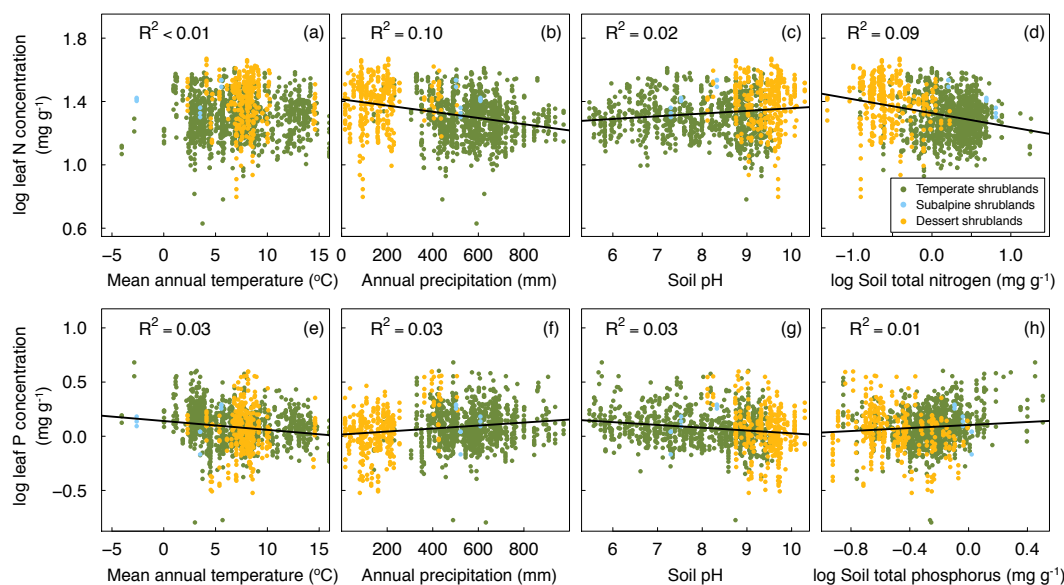 R² < 0.01 (a)
R² = 0.10 (b)
R² = 0.02 (c)
R² = 0.09 (d)
log leaf N concentration
(mg g⁻¹)
1.8
1.4
1.0
0.6
Temperate shrublands
Subalpine shrublands
Dessert shrublands
−5 0 5 10 15
0 200 400 600 800
6 7 8 9 10
−1.0 0.0 1.0
Mean annual temperature (°C)
Annual precipitation (mm)
Soil pH
log Soil total nitrogen (mg g⁻¹)
R² = 0.03 (e)
R² = 0.03 (f)
R² = 0.03 (g)
R² = 0.01 (h)
log leaf P concentration
(mg g⁻¹)
1.0
0.5
0.0
−0.5
−5 0 5 10 15
200 400 600 800
6 7 8 9 10
−0.8 −0.4 0.0 0.4
Mean annual temperature (°C)
Annual precipitation (mm)
Soil pH
log Soil total phosphorus (mg g⁻¹)